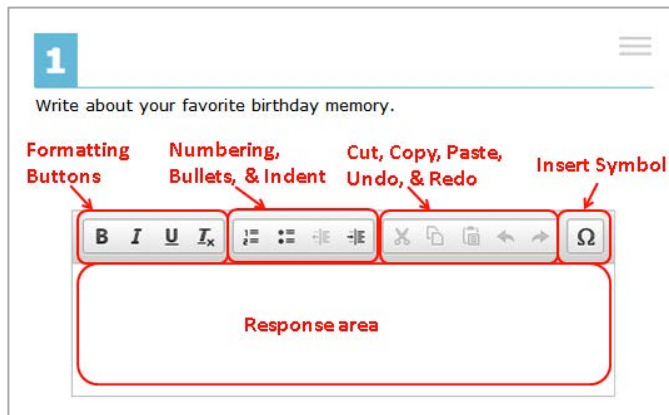 1
Write about your favorite birthday memory.
Formatting
Buttons
Numbering,
Bullets, & Indent
Cut, Copy, Paste,
Undo, & Redo
Insert Symbol
B I U Tx Ω
Response area